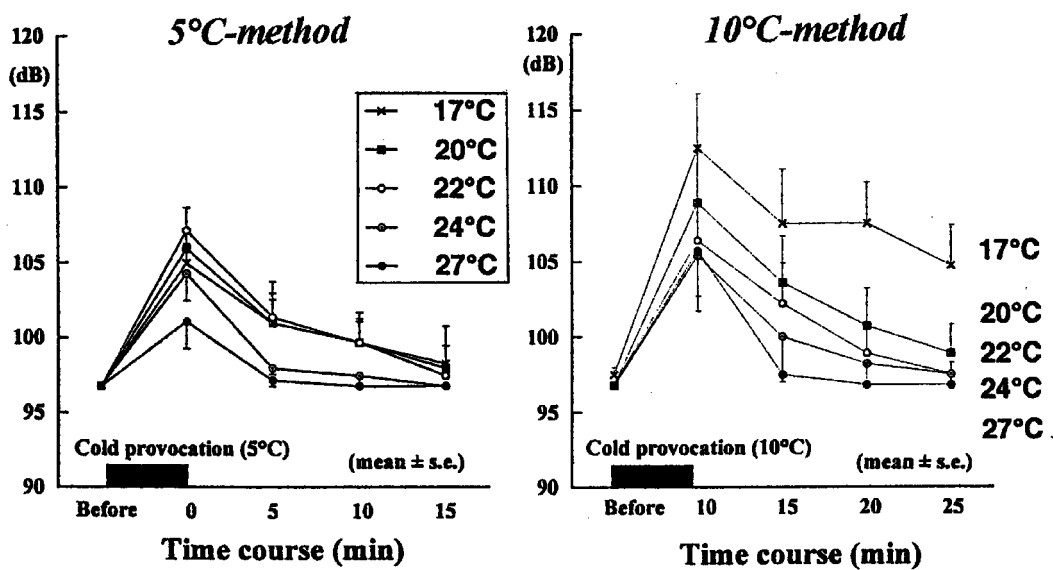 5°C-method
120
(dB)
115
110
105
100
95
90
17°C
20°C
22°C
24°C
27°C
Cold provocation (5°C)
(mean ± s.e.)
Before 0 5 10 15
Time course (min)
10°C-method
120
(dB)
115
110
105
100
95
90
17°C
20°C
22°C
24°C
27°C
Cold provocation (10°C)
(mean ± s.e.)
Before 10 15 20 25
Time course (min)